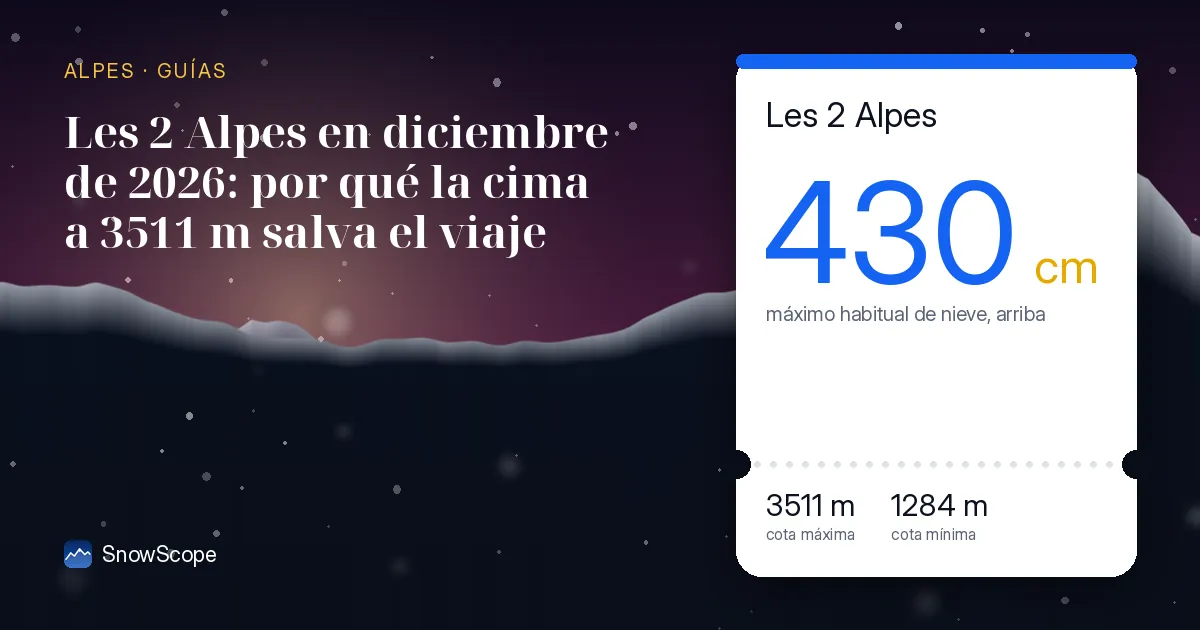 ALPES · GUÍAS
Les 2 Alpes en diciembre
de 2026: por qué la cima
a 3511 m salva el viaje
SnowScope
Les 2 Alpes
430 cm
máximo habitual de nieve, arriba
3511 m 1284 m
cota máxima cota mínima